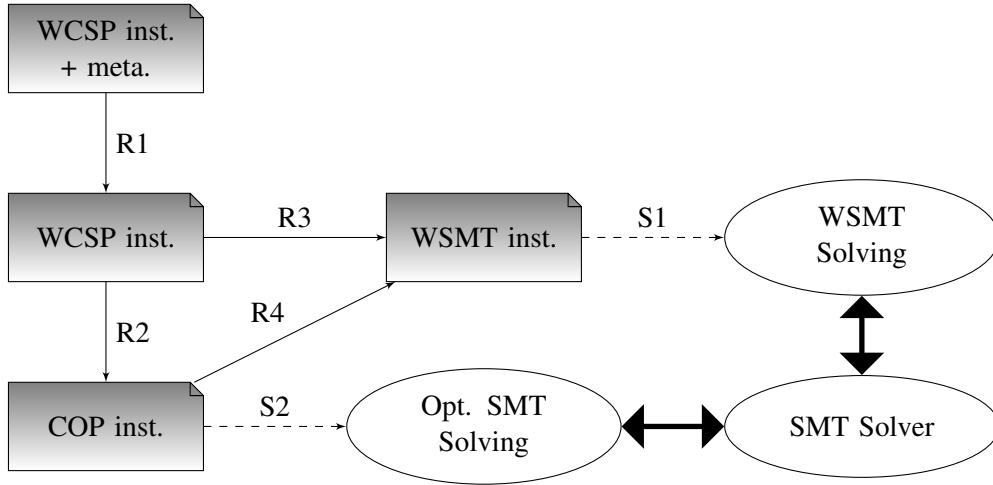 WCSP inst.
+ meta.
R1
WCSP inst.
R3
WSMT inst.
S1
WSMT
Solving
R2
R4
COP inst.
S2
Opt. SMT
Solving
SMT Solver